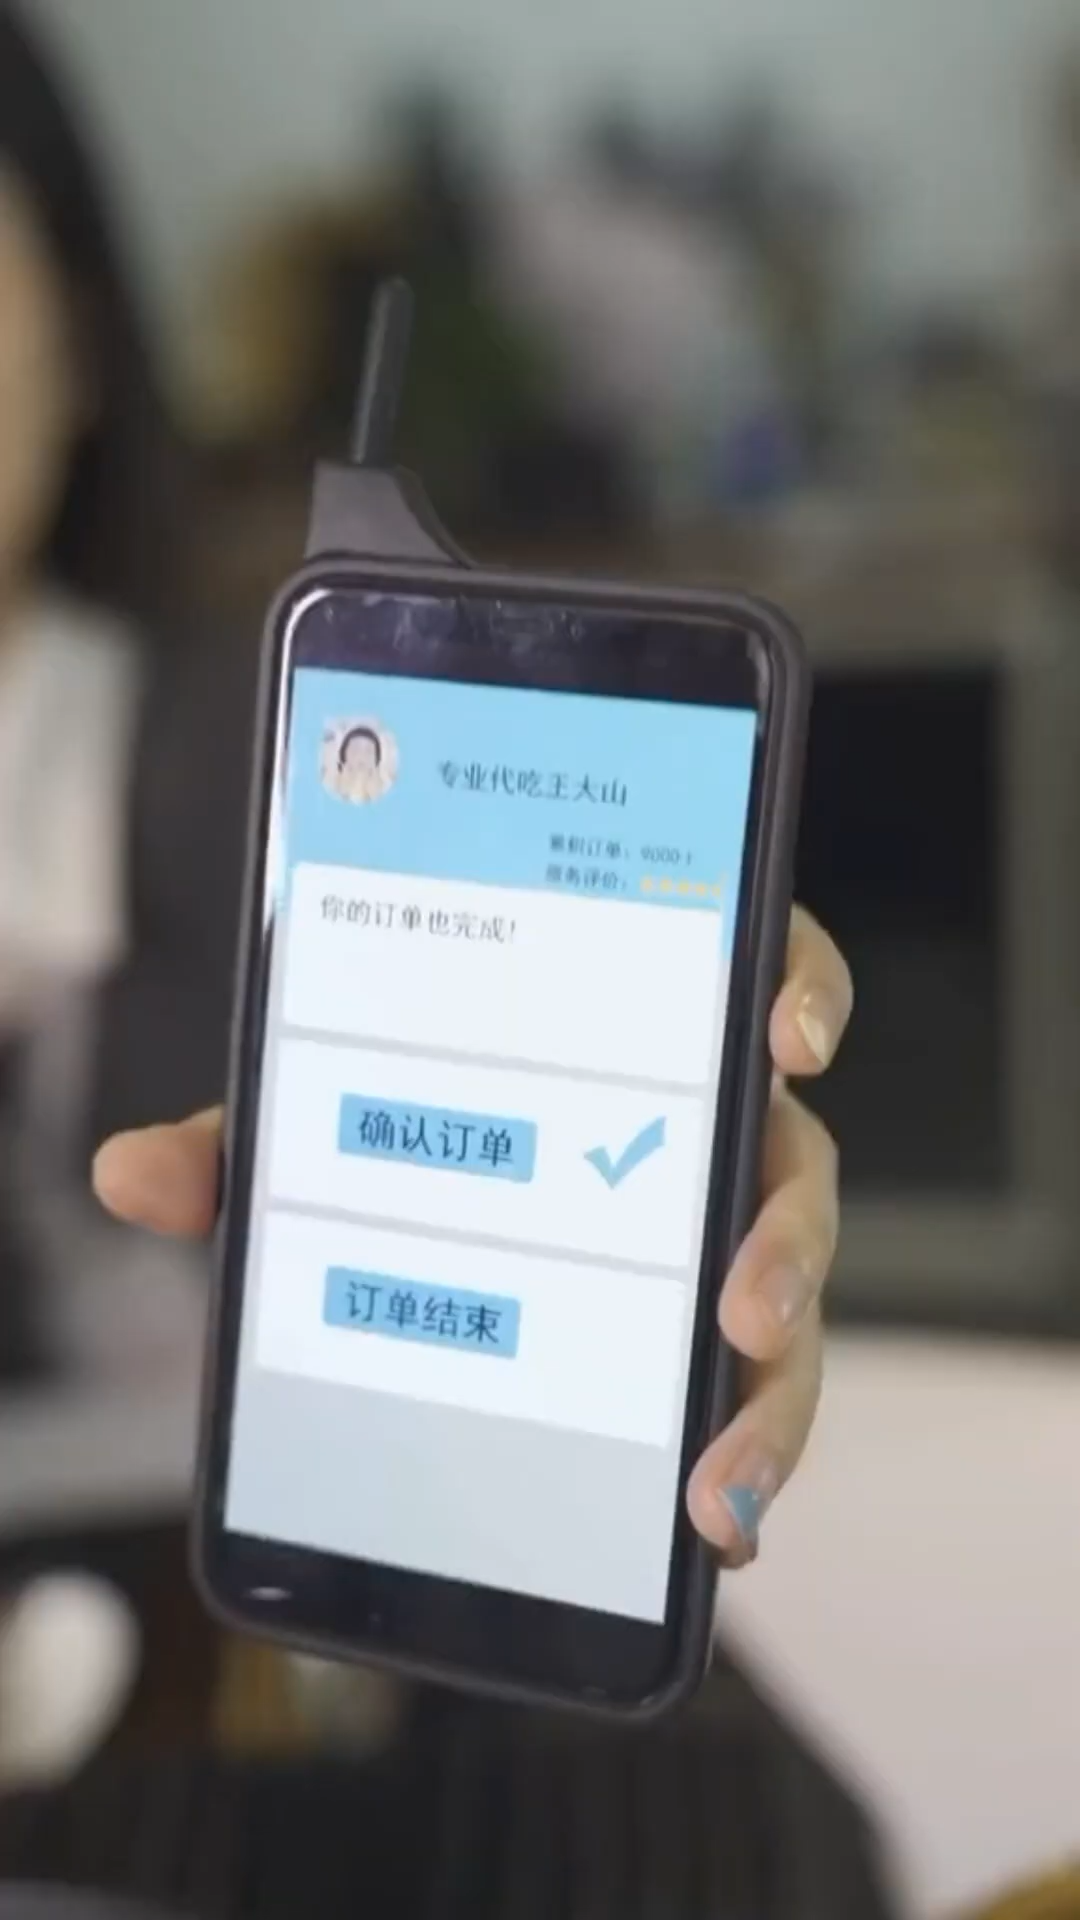 专业代吃王大山
累积订单：9000+
服务评价：
你的订单也完成！
确认订单
订单结束